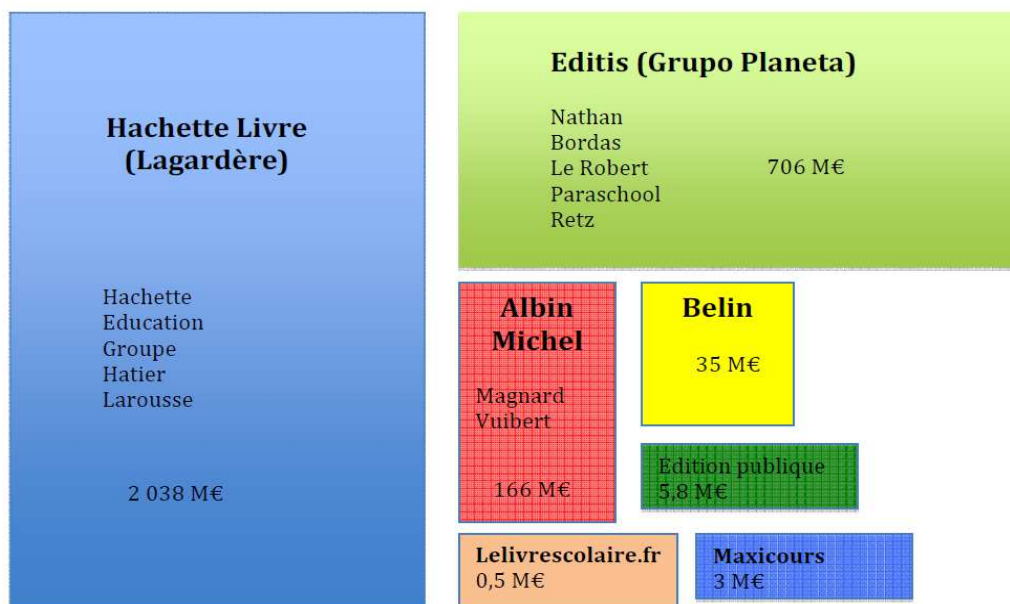 Hachette Livre
(Lagardère)
Hachette
Education
Groupe
Hatier
Larousse
2 038 M€
Editis (Grupo Planeta)
Nathan
Bordas
Le Robert
706 M€
Paraschool
Retz
Albin
Michel
Magnard
Vuibert
166 M€
Belin
35 M€
Edition publique
5,8 M€
Lelivrescolaire.fr
0,5 M€
Maxicours
3 M€